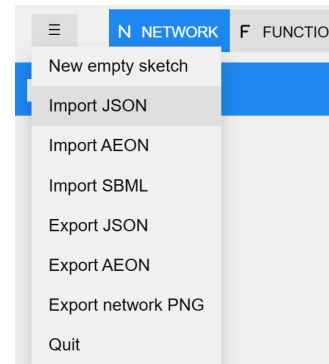 ☰ N NETWORK F FUNCTIO
New empty sketch
Import JSON
Import AEON
Import SBML
Export JSON
Export AEON
Export network PNG
Quit